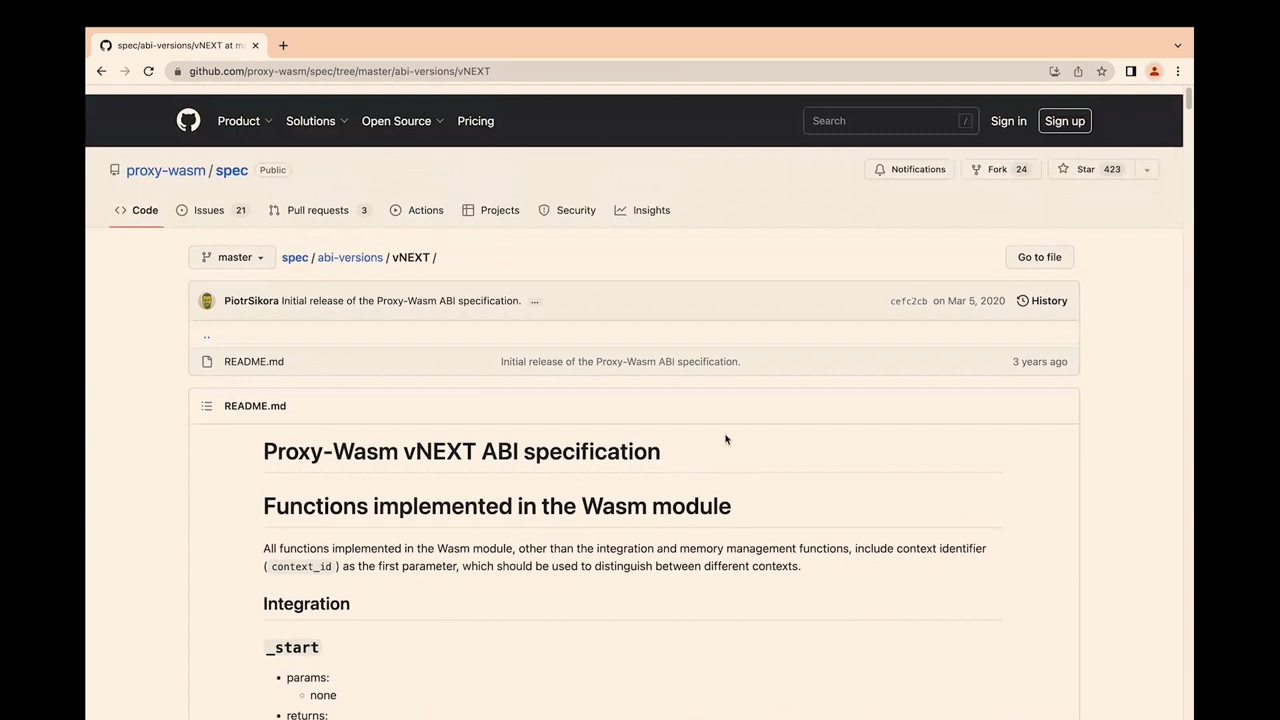 spec/abi-versions/vNEXT at m
github.com/proxy-wasm/spec/tree/master/abi-versions/vNEXT
Product Solutions Open Source Pricing Search / Sign in Sign up
proxy-wasm / spec Public Notifications Fork 24 Star 423
<> Code Issues 21 Pull requests 3 Actions Projects Security Insights
master spec / abi-versions / vNEXT / Go to file
PiotrSikora Initial release of the Proxy-Wasm ABI specification. ... cefc2cb on Mar 5, 2020 History
..
README.md Initial release of the Proxy-Wasm ABI specification. 3 years ago
README.md
Proxy-Wasm vNEXT ABI specification
Functions implemented in the Wasm module
All functions implemented in the Wasm module, other than the integration and memory management functions, include context identifier
( context_id ) as the first parameter, which should be used to distinguish between different contexts.
Integration
_start
• params:
◦ none
• returns: